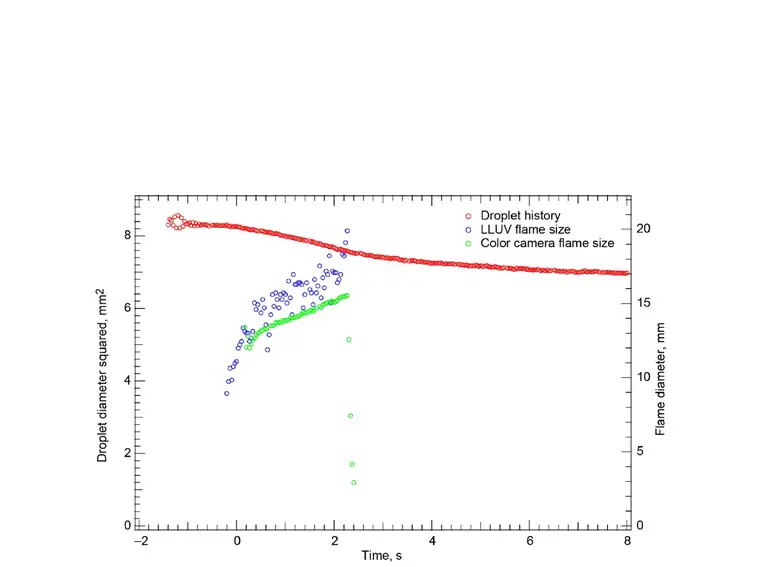 Droplet history
LLUV flame size
Color camera flame size
Droplet diameter squared, mm2
8
6
4
2
0
20
15
10
5
0
Flame diameter, mm
−2
0
2
4
6
8
Time, s